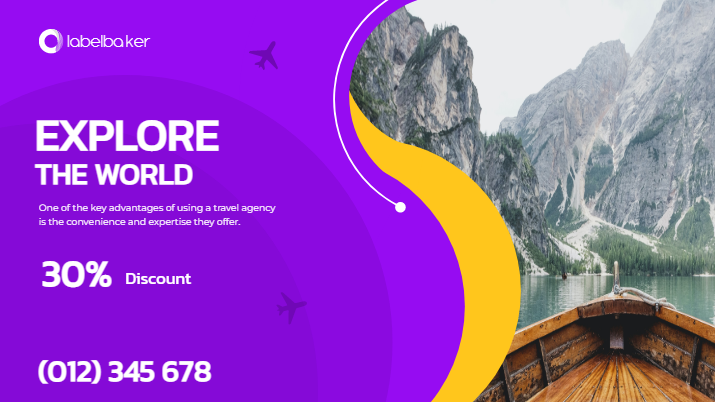 labelbaker
EXPLORE
THE WORLD
One of the key advantages of using a travel agency
is the convenience and expertise they offer.
30% Discount
(012) 345 678